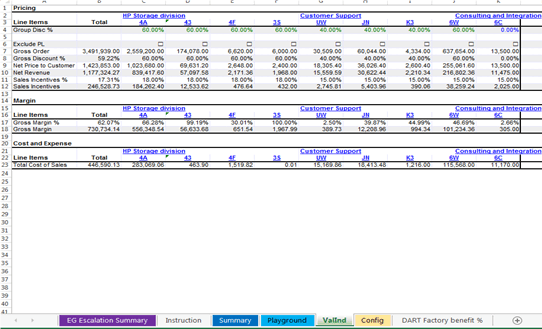 A B C D E F G H I J K
1 Pricing
2 HP Storage division Customer Support Consulting and Integration
3 Line Items Total 4A 43 4F 3S UW JN K3 6W 6C
4 Group Disc % 60.00% 60.00% 60.00% 60.00% 40.00% 40.00% 40.00% 60.00% 0.00%
5
6 Exclude PL
7 Gross Order 3,491,939.00 2,559,200.00 174,078.00 6,620.00 6,000.00 30,509.00 60,044.00 4,334.00 637,654.00 13,500.00
8 Gross Discount % 59.22% 60.00% 60.00% 60.00% 60.00% 40.00% 40.00% 40.00% 60.00% 0.00%
9 Net Price to Customer 1,423,853.00 1,023,680.00 69,631.20 2,648.00 2,400.00 18,305.40 36,026.40 2,600.40 255,061.60 13,500.00
10 Net Revenue 1,177,324.27 839,417.60 57,097.58 2,171.36 1,968.00 15,559.59 30,622.44 2,210.34 216,802.36 11,475.00
11 Sales Incentives % 17.31% 18.00% 18.00% 18.00% 18.00% 15.00% 15.00% 15.00% 15.00% 15.00%
12 Sales Incentives 246,528.73 184,262.40 12,533.62 476.64 432.00 2,745.81 5,403.96 390.06 38,259.24 2,025.00
13
14 Margin
15 HP Storage division Customer Support Consulting and Integration
16 Line Items Total 4A 43 4F 3S UW JN K3 6W 6C
17 Gross Margin % 62.07% 66.28% 99.19% 30.01% 100.00% 2.50% 39.87% 44.99% 46.69% 2.66%
18 Gross Margin 730,734.14 556,348.54 56,633.68 651.54 1,967.99 389.73 12,208.96 994.34 101,234.36 305.00
19
20 Cost and Expense
21 HP Storage division Customer Support Consulting and Integration
22 Line Items Total 4A 43 4F 3S UW JN K3 6W 6C
23 Total Cost of Sales 446,590.13 283,069.06 463.90 1,519.82 0.01 15,169.86 18,413.48 1,216.00 115,568.00 11,170.00
24
25
26
27
28
29
30
31
32
33
34
35
36
37
38
39
40
41
EG Escalation Summary Instruction Summary Playground ValInd Config DART Factory benefit %